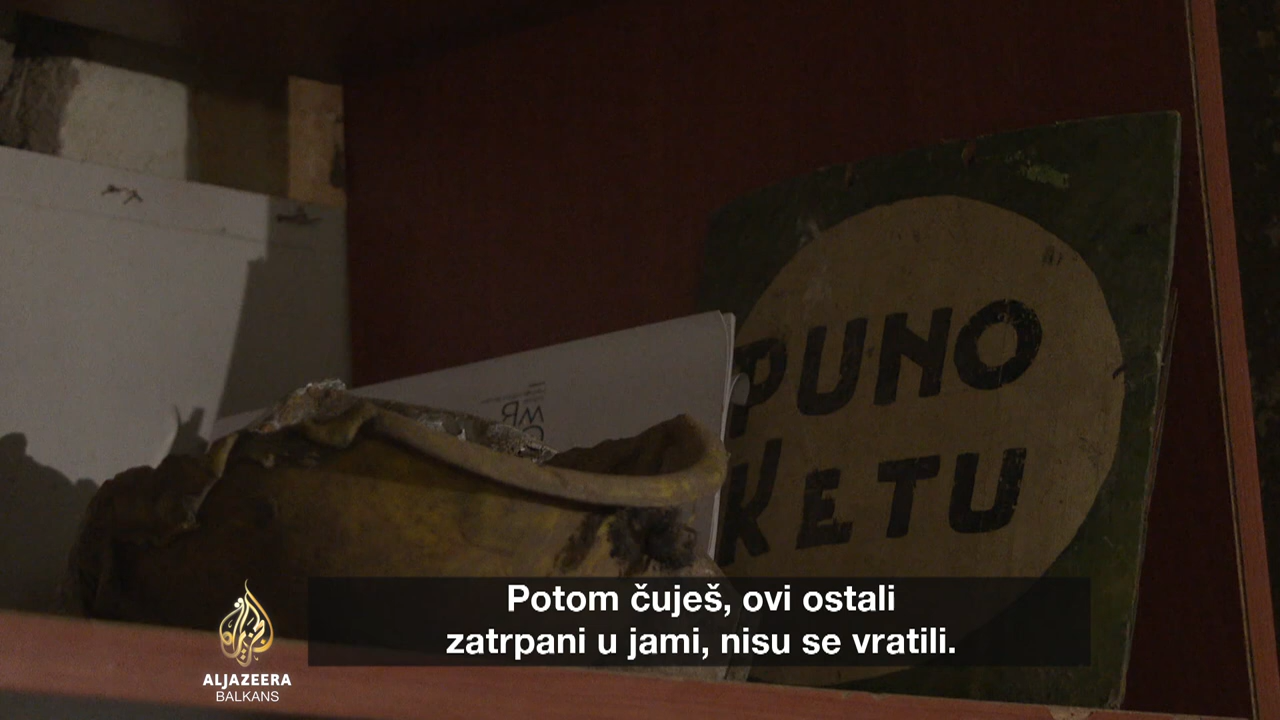 PUNO
KETU
Potom čuješ, ovi ostali
zatrpani u jami, nisu se vratili.
ALJAZEERA
BALKANS